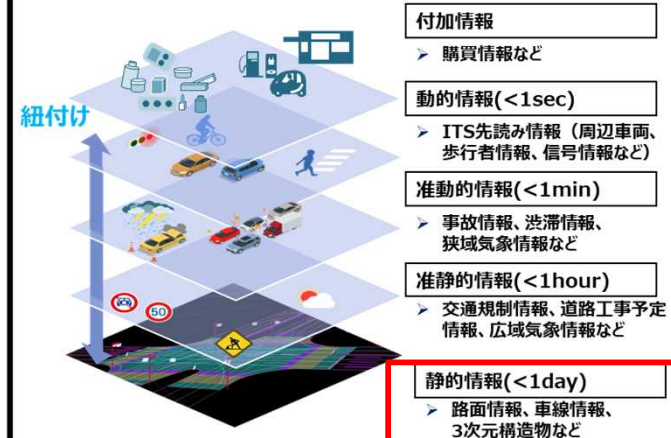 付加情報
➤ 購買情報など
紐付け
動的情報(<1sec)
➤ ITS先読み情報（周辺車両、
歩行者情報、信号情報など）
准動的情報(<1min)
➤ 事故情報、渋滞情報、
狭域気象情報など
准静的情報(<1hour)
➤ 交通規制情報、道路工事予定
情報、広域気象情報など
50
静的情報(<1day)
➤ 路面情報、車線情報、
3次元構造物など